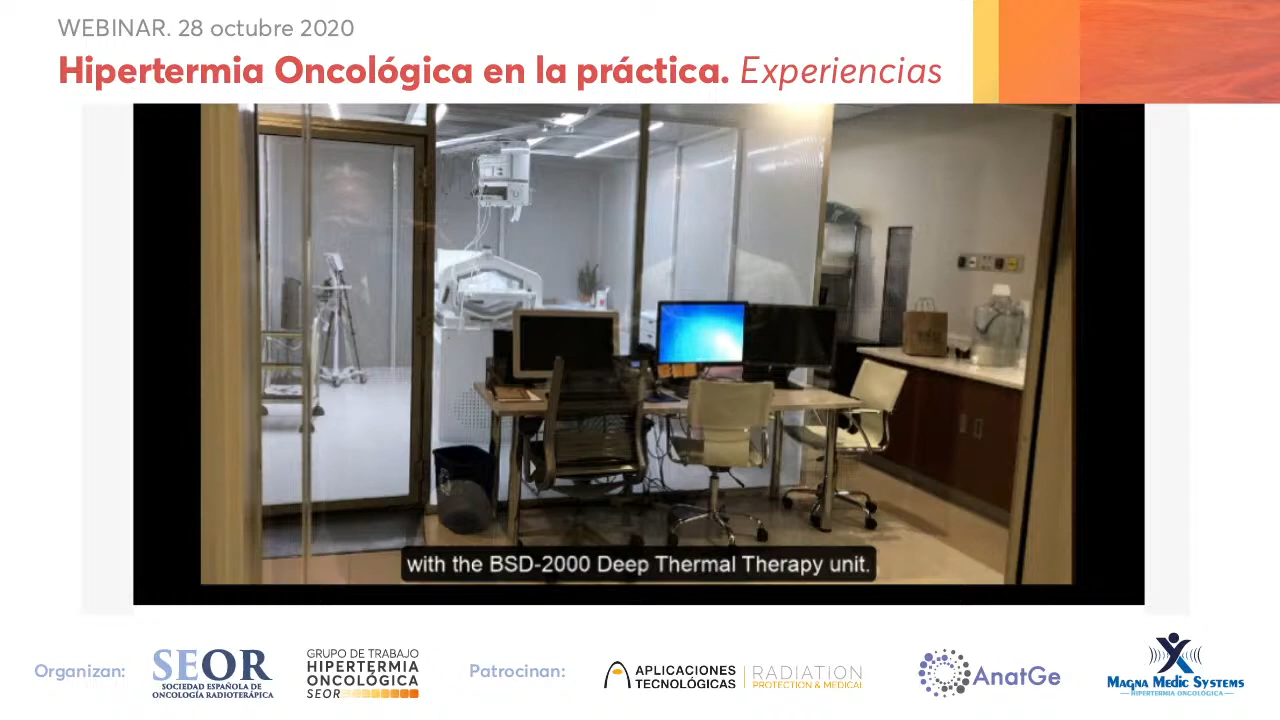 WEBINAR. 28 octubre 2020
Hipertermia Oncológica en la práctica. Experiencias
with the BSD-2000 Deep Thermal Therapy unit.
Organizan:
SEOR
SOCIEDAD ESPAÑOLA DE
ONCOLOGÍA RADIOTERÁPICA
GRUPO DE TRABAJO
HIPERTERMIA
ONCOLÓGICA
SEOR
Patrocinan:
APLICACIONES
TECNOLÓGICAS
RADIATION
PROTECTION & MEDICAL
AnatGe
MAGNA MEDIC SYSTEMS
HIPERTERMIA ONCOLÓGICA